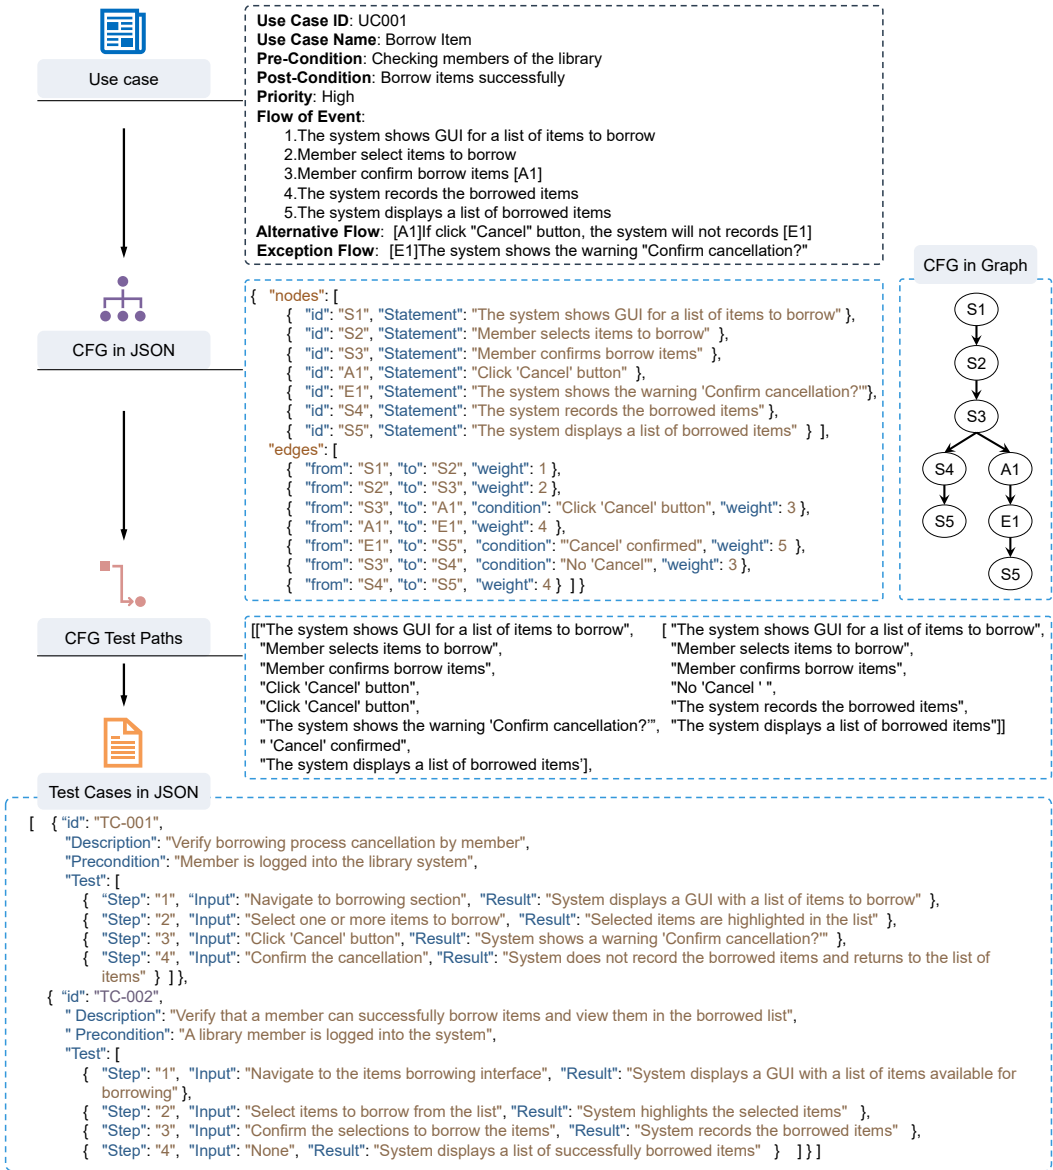 Use case
Use Case ID: UC001
Use Case Name: Borrow Item
Pre-Condition: Checking members of the library
Post-Condition: Borrow items successfully
Priority: High
Flow of Event:
1.The system shows GUI for a list of items to borrow
2.Member select items to borrow
3.Member confirm borrow items [A1]
4.The system records the borrowed items
5.The system displays a list of borrowed items
Alternative Flow: [A1]If click "Cancel" button, the system will not records [E1]
Exception Flow: [E1]The system shows the warning "Confirm cancellation?"
CFG in JSON
{ "nodes": [
{ "id": "S1", "Statement": "The system shows GUI for a list of items to borrow" },
{ "id": "S2", "Statement": "Member selects items to borrow" },
{ "id": "S3", "Statement": "Member confirms borrow items" },
{ "id": "A1", "Statement": "Click 'Cancel' button" },
{ "id": "E1", "Statement": "The system shows the warning 'Confirm cancellation?'"},
{ "id": "S4", "Statement": "The system records the borrowed items" },
{ "id": "S5", "Statement": "The system displays a list of borrowed items" } ],
"edges": [
{ "from": "S1", "to": "S2", "weight": 1 },
{ "from": "S2", "to": "S3", "weight": 2 },
{ "from": "S3", "to": "A1", "condition": "Click 'Cancel' button", "weight": 3 },
{ "from": "A1", "to": "E1", "weight": 4 },
{ "from": "E1", "to": "S5", "condition": "'Cancel' confirmed", "weight": 5 },
{ "from": "S3", "to": "S4", "condition": "No 'Cancel'", "weight": 3 },
{ "from": "S4", "to": "S5", "weight": 4 } ] }
CFG in Graph
S1
S2
S3
S4 A1
S5 E1
S5
CFG Test Paths
[["The system shows GUI for a list of items to borrow",
"Member selects items to borrow",
"Member confirms borrow items",
"Click 'Cancel' button",
"Click 'Cancel' button",
"The system shows the warning 'Confirm cancellation?'",
" 'Cancel' confirmed",
"The system displays a list of borrowed items'],
[ "The system shows GUI for a list of items to borrow",
"Member selects items to borrow",
"Member confirms borrow items",
"No 'Cancel ' ",
"The system records the borrowed items",
"The system displays a list of borrowed items"]]
Test Cases in JSON
[ { “id": "TC-001",
"Description": "Verify borrowing process cancellation by member",
"Precondition": "Member is logged into the library system",
"Test": [
{ “Step": "1", “Input": "Navigate to borrowing section", "Result": "System displays a GUI with a list of items to borrow" },
{ "Step": "2", "Input": "Select one or more items to borrow", "Result": "Selected items are highlighted in the list" },
{ "Step": "3", "Input": "Click 'Cancel' button", "Result": "System shows a warning 'Confirm cancellation?'" },
{ "Step": "4", "Input": "Confirm the cancellation", "Result": "System does not record the borrowed items and returns to the list of
items" } ] },
{ “id": "TC-002",
" Description": "Verify that a member can successfully borrow items and view them in the borrowed list",
" Precondition": "A library member is logged into the system",
"Test": [
{ "Step": "1", "Input": "Navigate to the items borrowing interface", "Result": "System displays a GUI with a list of items available for
borrowing" },
{ "Step": "2", "Input": "Select items to borrow from the list", "Result": "System highlights the selected items" },
{ "Step": "3", "Input": "Confirm the selections to borrow the items", "Result": "System records the borrowed items" },
{ "Step": "4", "Input": "None", "Result": "System displays a list of successfully borrowed items" } ] } ]